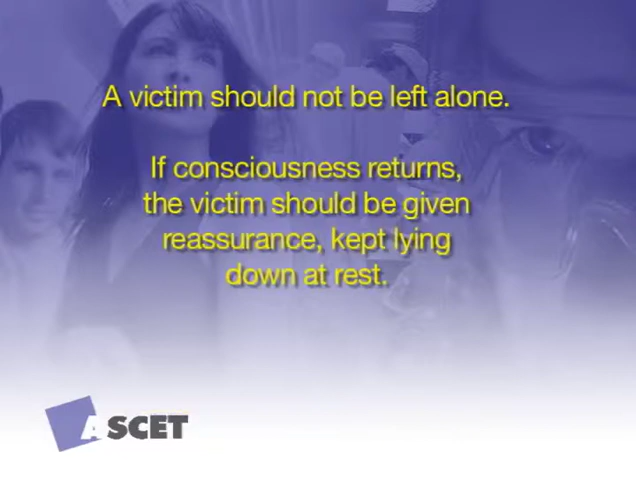 A victim should not be left alone.
If consciousness returns,
the victim should be given
reassurance, kept lying
down at rest.
ASCET